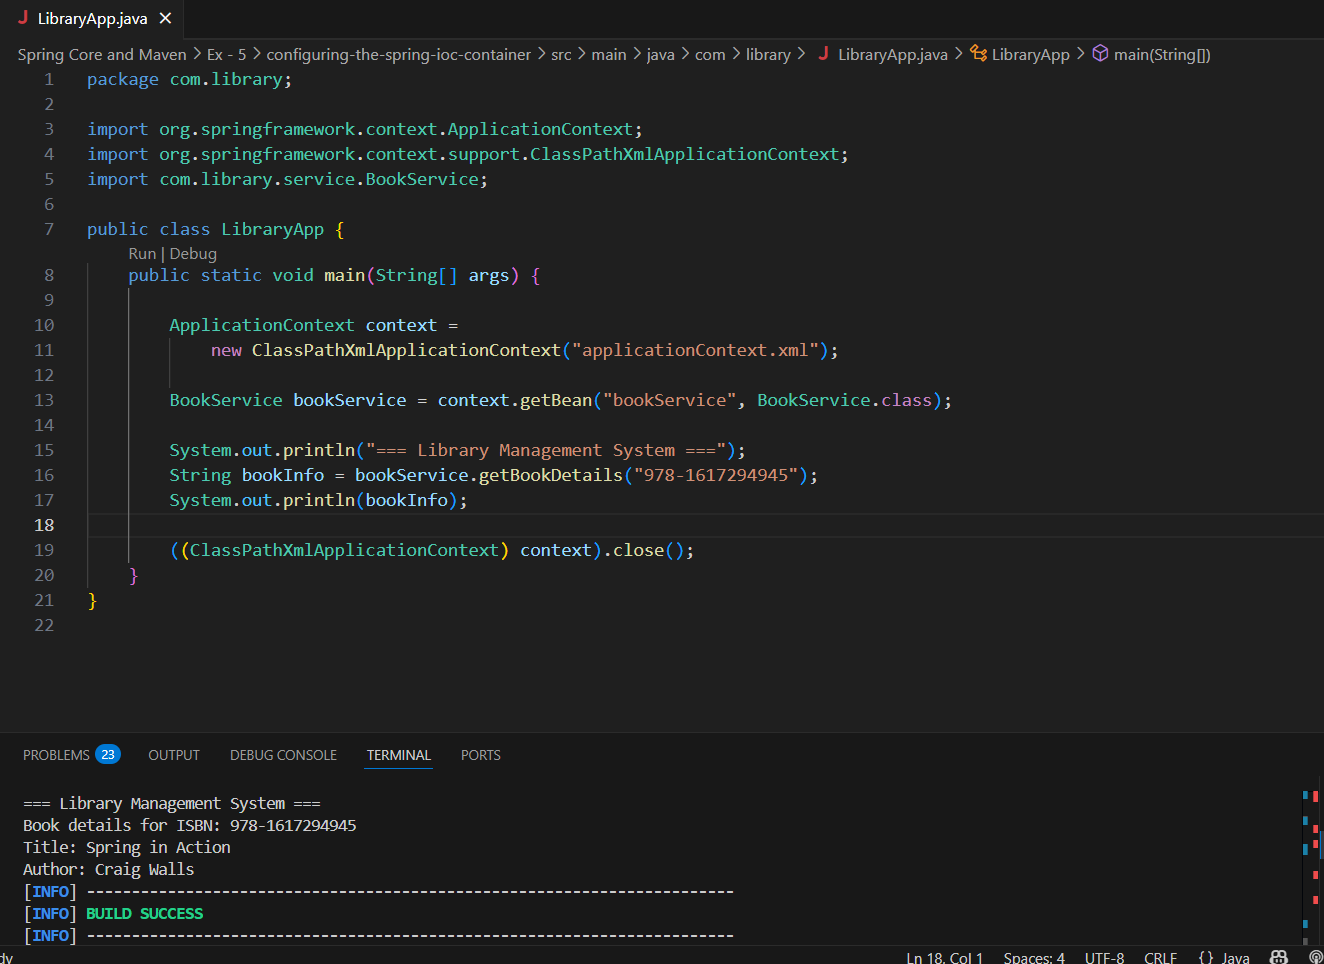 J LibraryApp.java ×
Spring Core and Maven > Ex - 5 > configuring-the-spring-ioc-container > src > main > java > com > library > J LibraryApp.java > LibraryApp > main(String[])
1 package com.library;
2
3 import org.springframework.context.ApplicationContext;
4 import org.springframework.context.support.ClassPathXmlApplicationContext;
5 import com.library.service.BookService;
6
7 public class LibraryApp {
Run | Debug
8     public static void main(String[] args) {
9
10         ApplicationContext context =
11             new ClassPathXmlApplicationContext("applicationContext.xml");
12
13         BookService bookService = context.getBean("bookService", BookService.class);
14
15         System.out.println("=== Library Management System ===");
16         String bookInfo = bookService.getBookDetails("978-1617294945");
17         System.out.println(bookInfo);
18
19         ((ClassPathXmlApplicationContext) context).close();
20     }
21 }
22
PROBLEMS 23 OUTPUT DEBUG CONSOLE TERMINAL PORTS
=== Library Management System ===
Book details for ISBN: 978-1617294945
Title: Spring in Action
Author: Craig Walls
[INFO] ------------------------------------------------------------------------
[INFO] BUILD SUCCESS
[INFO] ------------------------------------------------------------------------
Ln 18, Col 1 Spaces: 4 UTF-8 CRLF {} Java